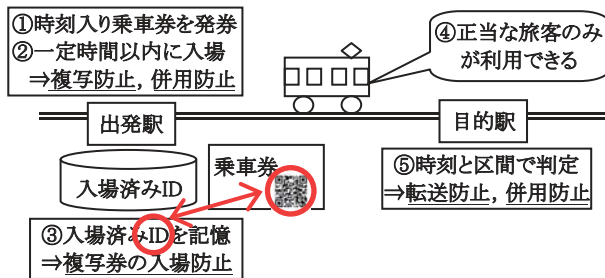 ①時刻入り乗車券を発券
②一定時間以内に入場
⇒複写防止, 併用防止
④正当な旅客のみ
が利用できる
出発駅
目的駅
入場済みID
乗車券
⑤時刻と区間で判定
⇒転送防止, 併用防止
③入場済みIDを記憶
⇒複写券の入場防止